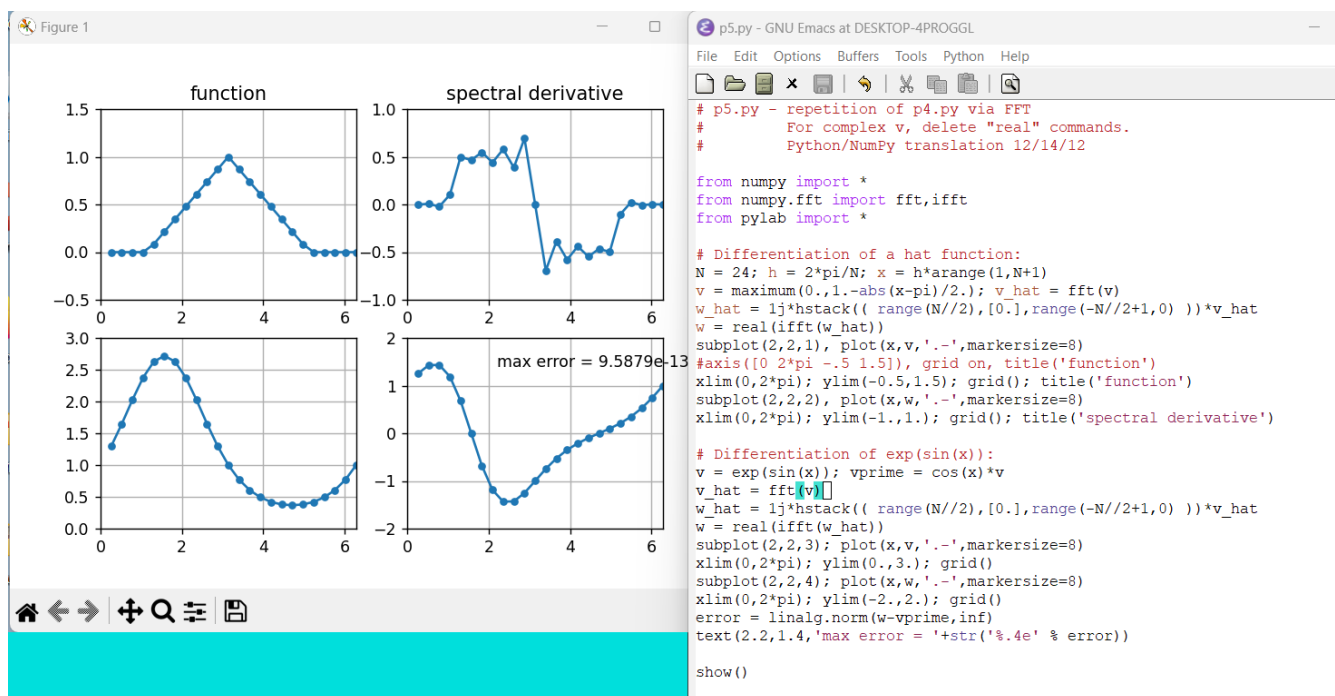 Figure 1
function
spectral derivative
1.5
1.0
0.5
0.0
−0.5
0
2
4
6
1.0
0.5
0.0
−0.5
−1.0
0
2
4
6
3.0
2.5
2.0
1.5
1.0
0.5
0.0
0
2
4
6
max error = 9.5879e-13
2
1
0
−1
−2
0
2
4
6
p5.py - GNU Emacs at DESKTOP-4PROGGL
File Edit Options Buffers Tools Python Help
# p5.py - repetition of p4.py via FFT
#         For complex v, delete "real" commands.
#         Python/NumPy translation 12/14/12
from numpy import *
from numpy.fft import fft,ifft
from pylab import *
# Differentiation of a hat function:
N = 24; h = 2*pi/N; x = h*arange(1,N+1)
v = maximum(0.,1.-abs(x-pi)/2.); v_hat = fft(v)
w_hat = 1j*hstack(( range(N//2),[0.],range(-N//2+1,0) ))*v_hat
w = real(ifft(w_hat))
subplot(2,2,1), plot(x,v,'.-',markersize=8)
#axis([0 2*pi -.5 1.5]), grid on, title('function')
xlim(0,2*pi); ylim(-0.5,1.5); grid(); title('function')
subplot(2,2,2), plot(x,w,'.-',markersize=8)
xlim(0,2*pi); ylim(-1.,1.); grid(); title('spectral derivative')
# Differentiation of exp(sin(x)):
v = exp(sin(x)); vprime = cos(x)*v
v_hat = fft(v)
w_hat = 1j*hstack(( range(N//2),[0.],range(-N//2+1,0) ))*v_hat
w = real(ifft(w_hat))
subplot(2,2,3); plot(x,v,'.-',markersize=8)
xlim(0,2*pi); ylim(0.,3.); grid()
subplot(2,2,4); plot(x,w,'.-',markersize=8)
xlim(0,2*pi); ylim(-2.,2.); grid()
error = linalg.norm(w-vprime,inf)
text(2.2,1.4,'max error = '+str('%.4e' % error))
show()